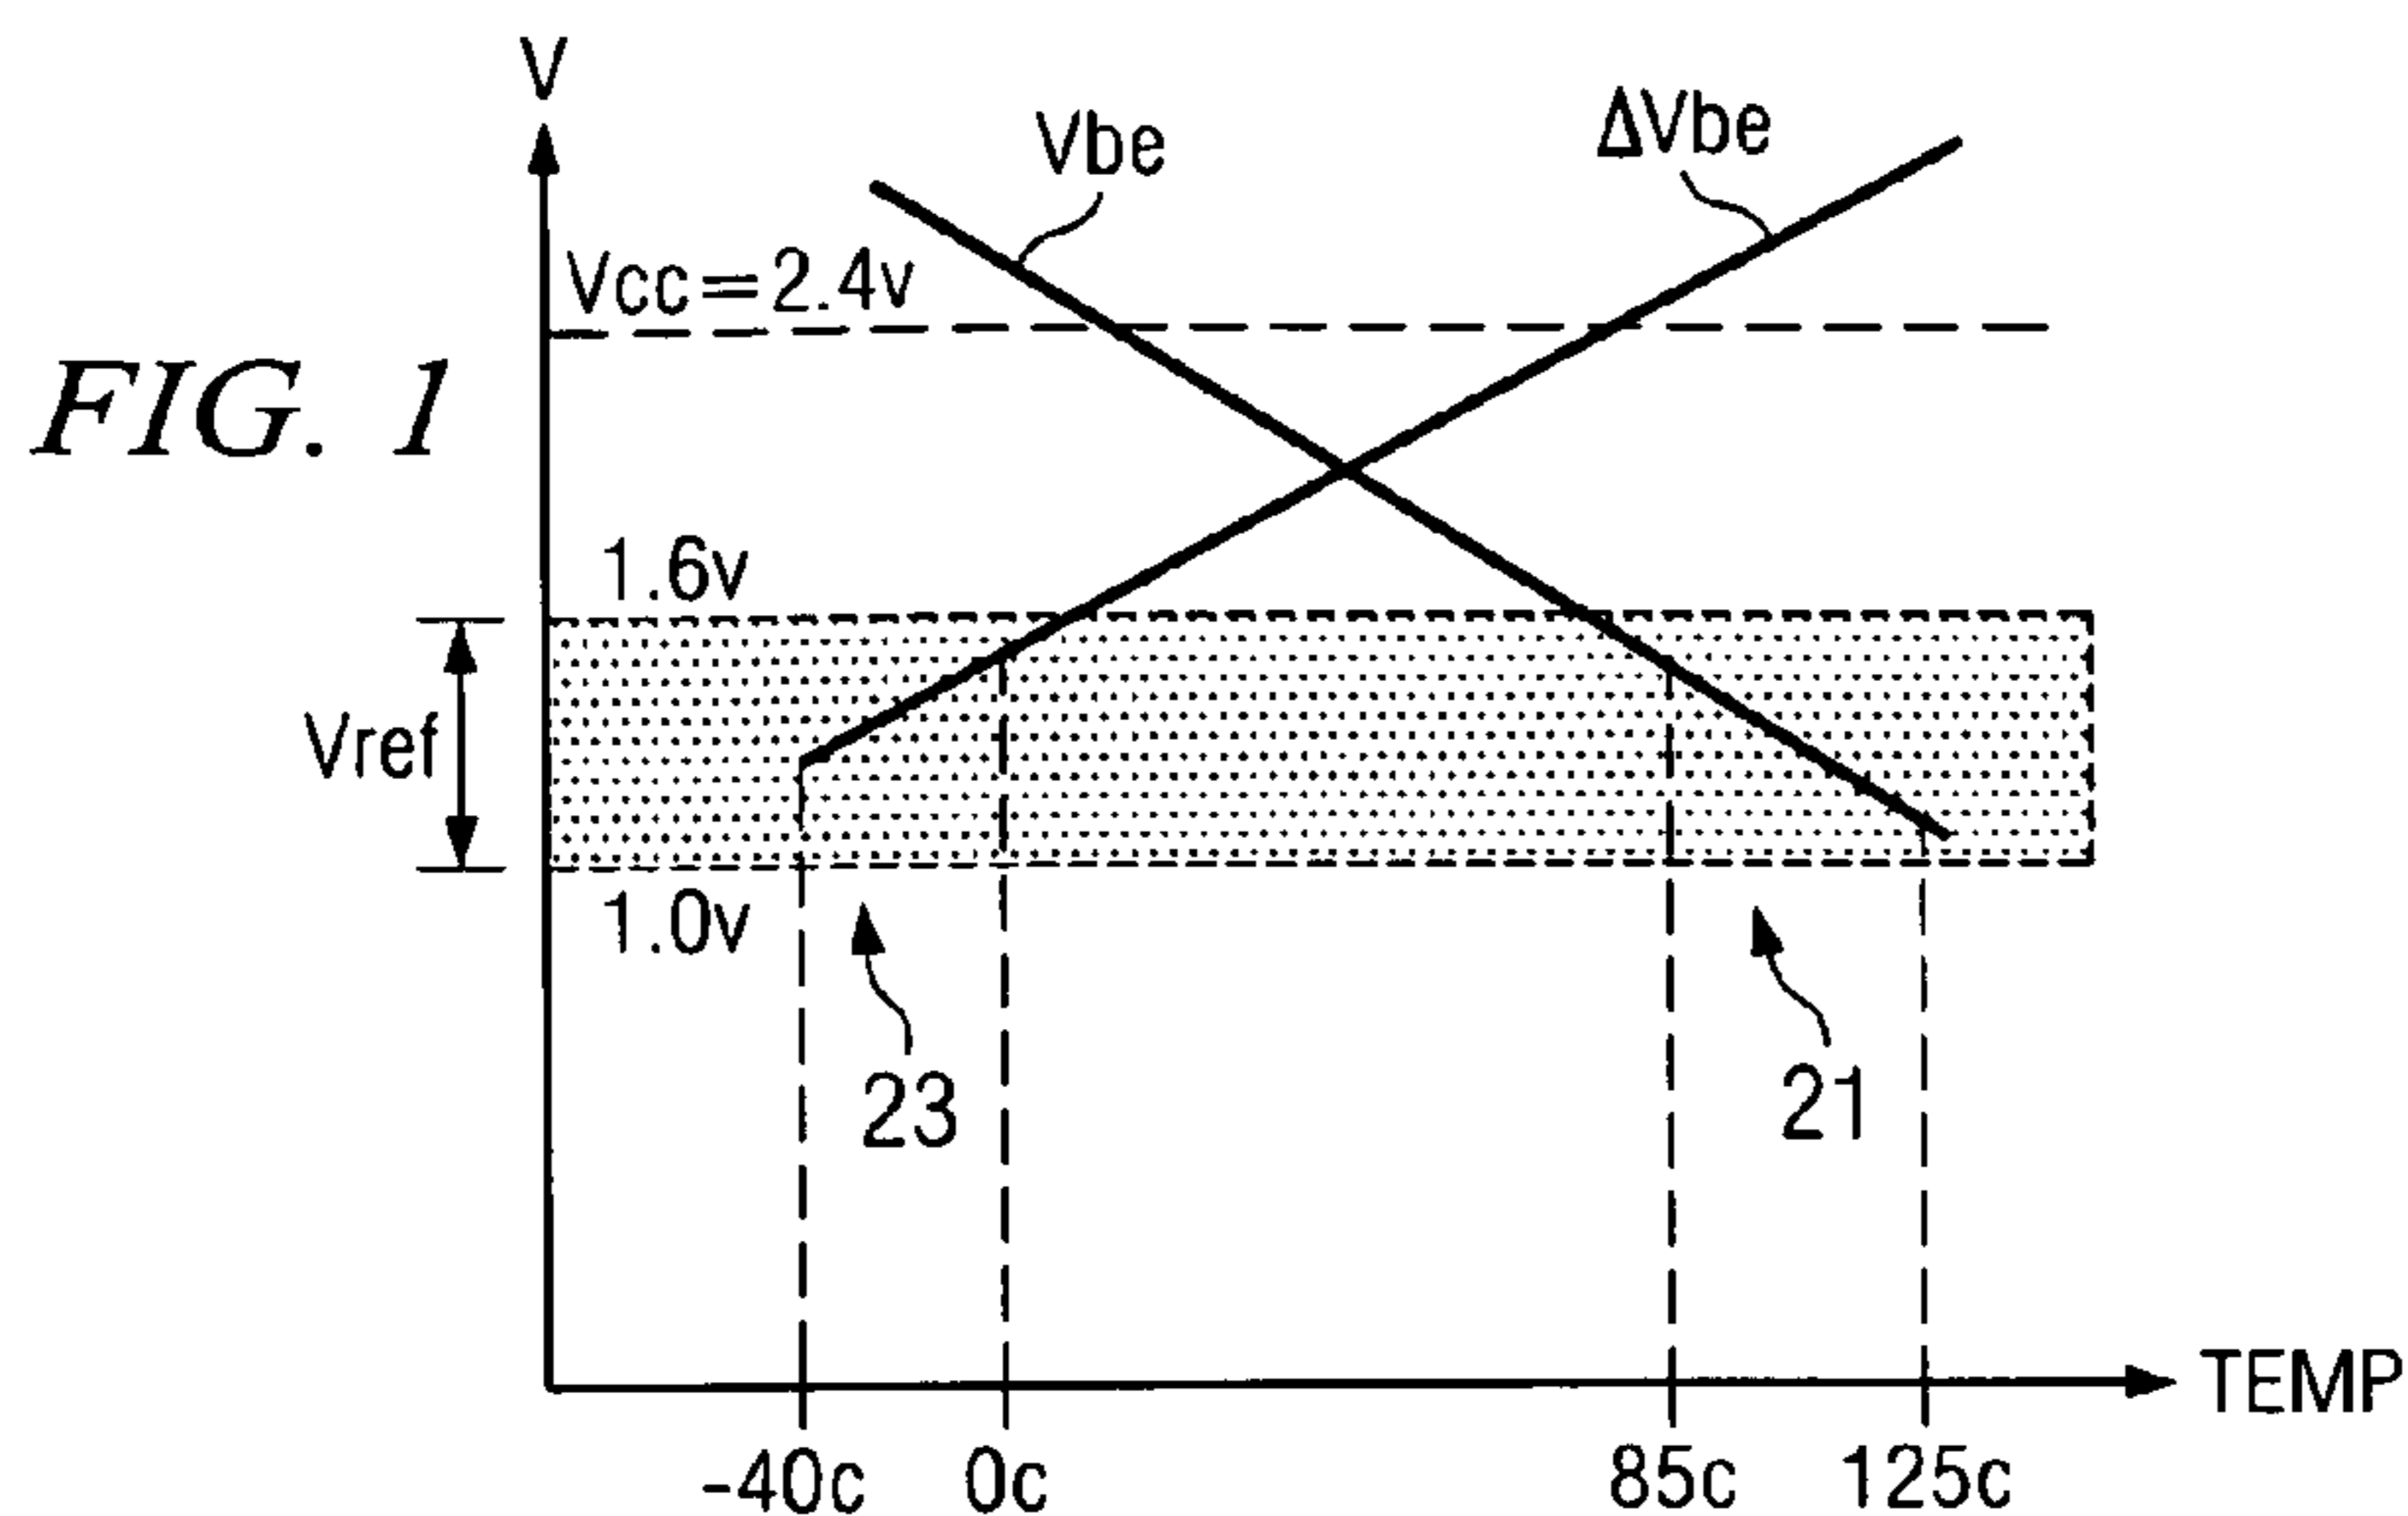 V
Vbe
ΔVbe
Vcc=2.4v
FIG. 1
1.6v
Vref
1.0v
23
21
TEMP
-40c
0c
85c
125c